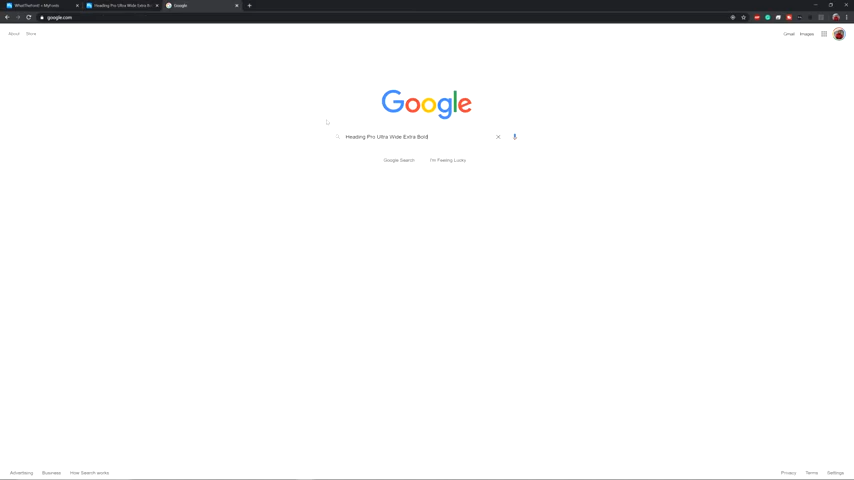 WhatTheFont! « MyFonts
Heading Pro Ultra Wide Extra
Google
google.com
About Store
Gmail Images
Google
Heading Pro Ultra Wide Extra Bold
Google Search I'm Feeling Lucky
Advertising Business How Search works
Privacy Terms Settings